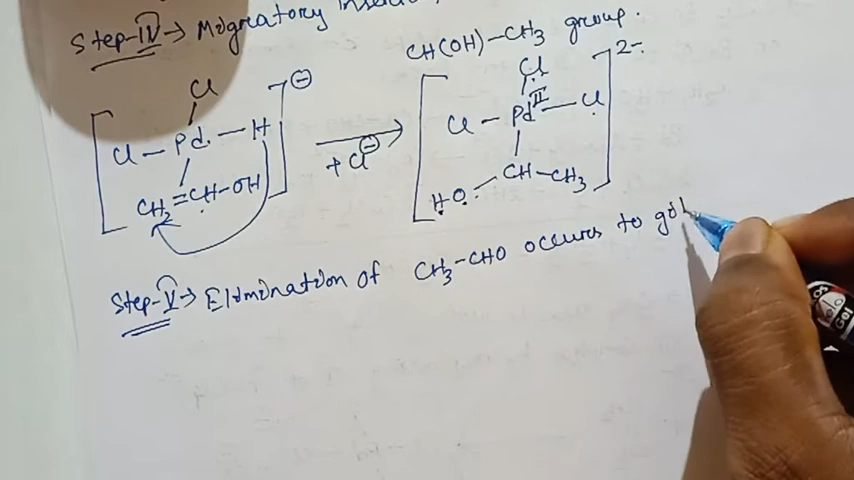 Step-IV → Migratory
CH(OH)-CH3 group.
[Cl Cl - Pd - H CH2=CH-OH]⊖
+Cl⊖
[Cl Cl - PdII - Cl HO - CH-CH3]2-
Step-V → Elimination of CH3-CHO occurs to
Gel